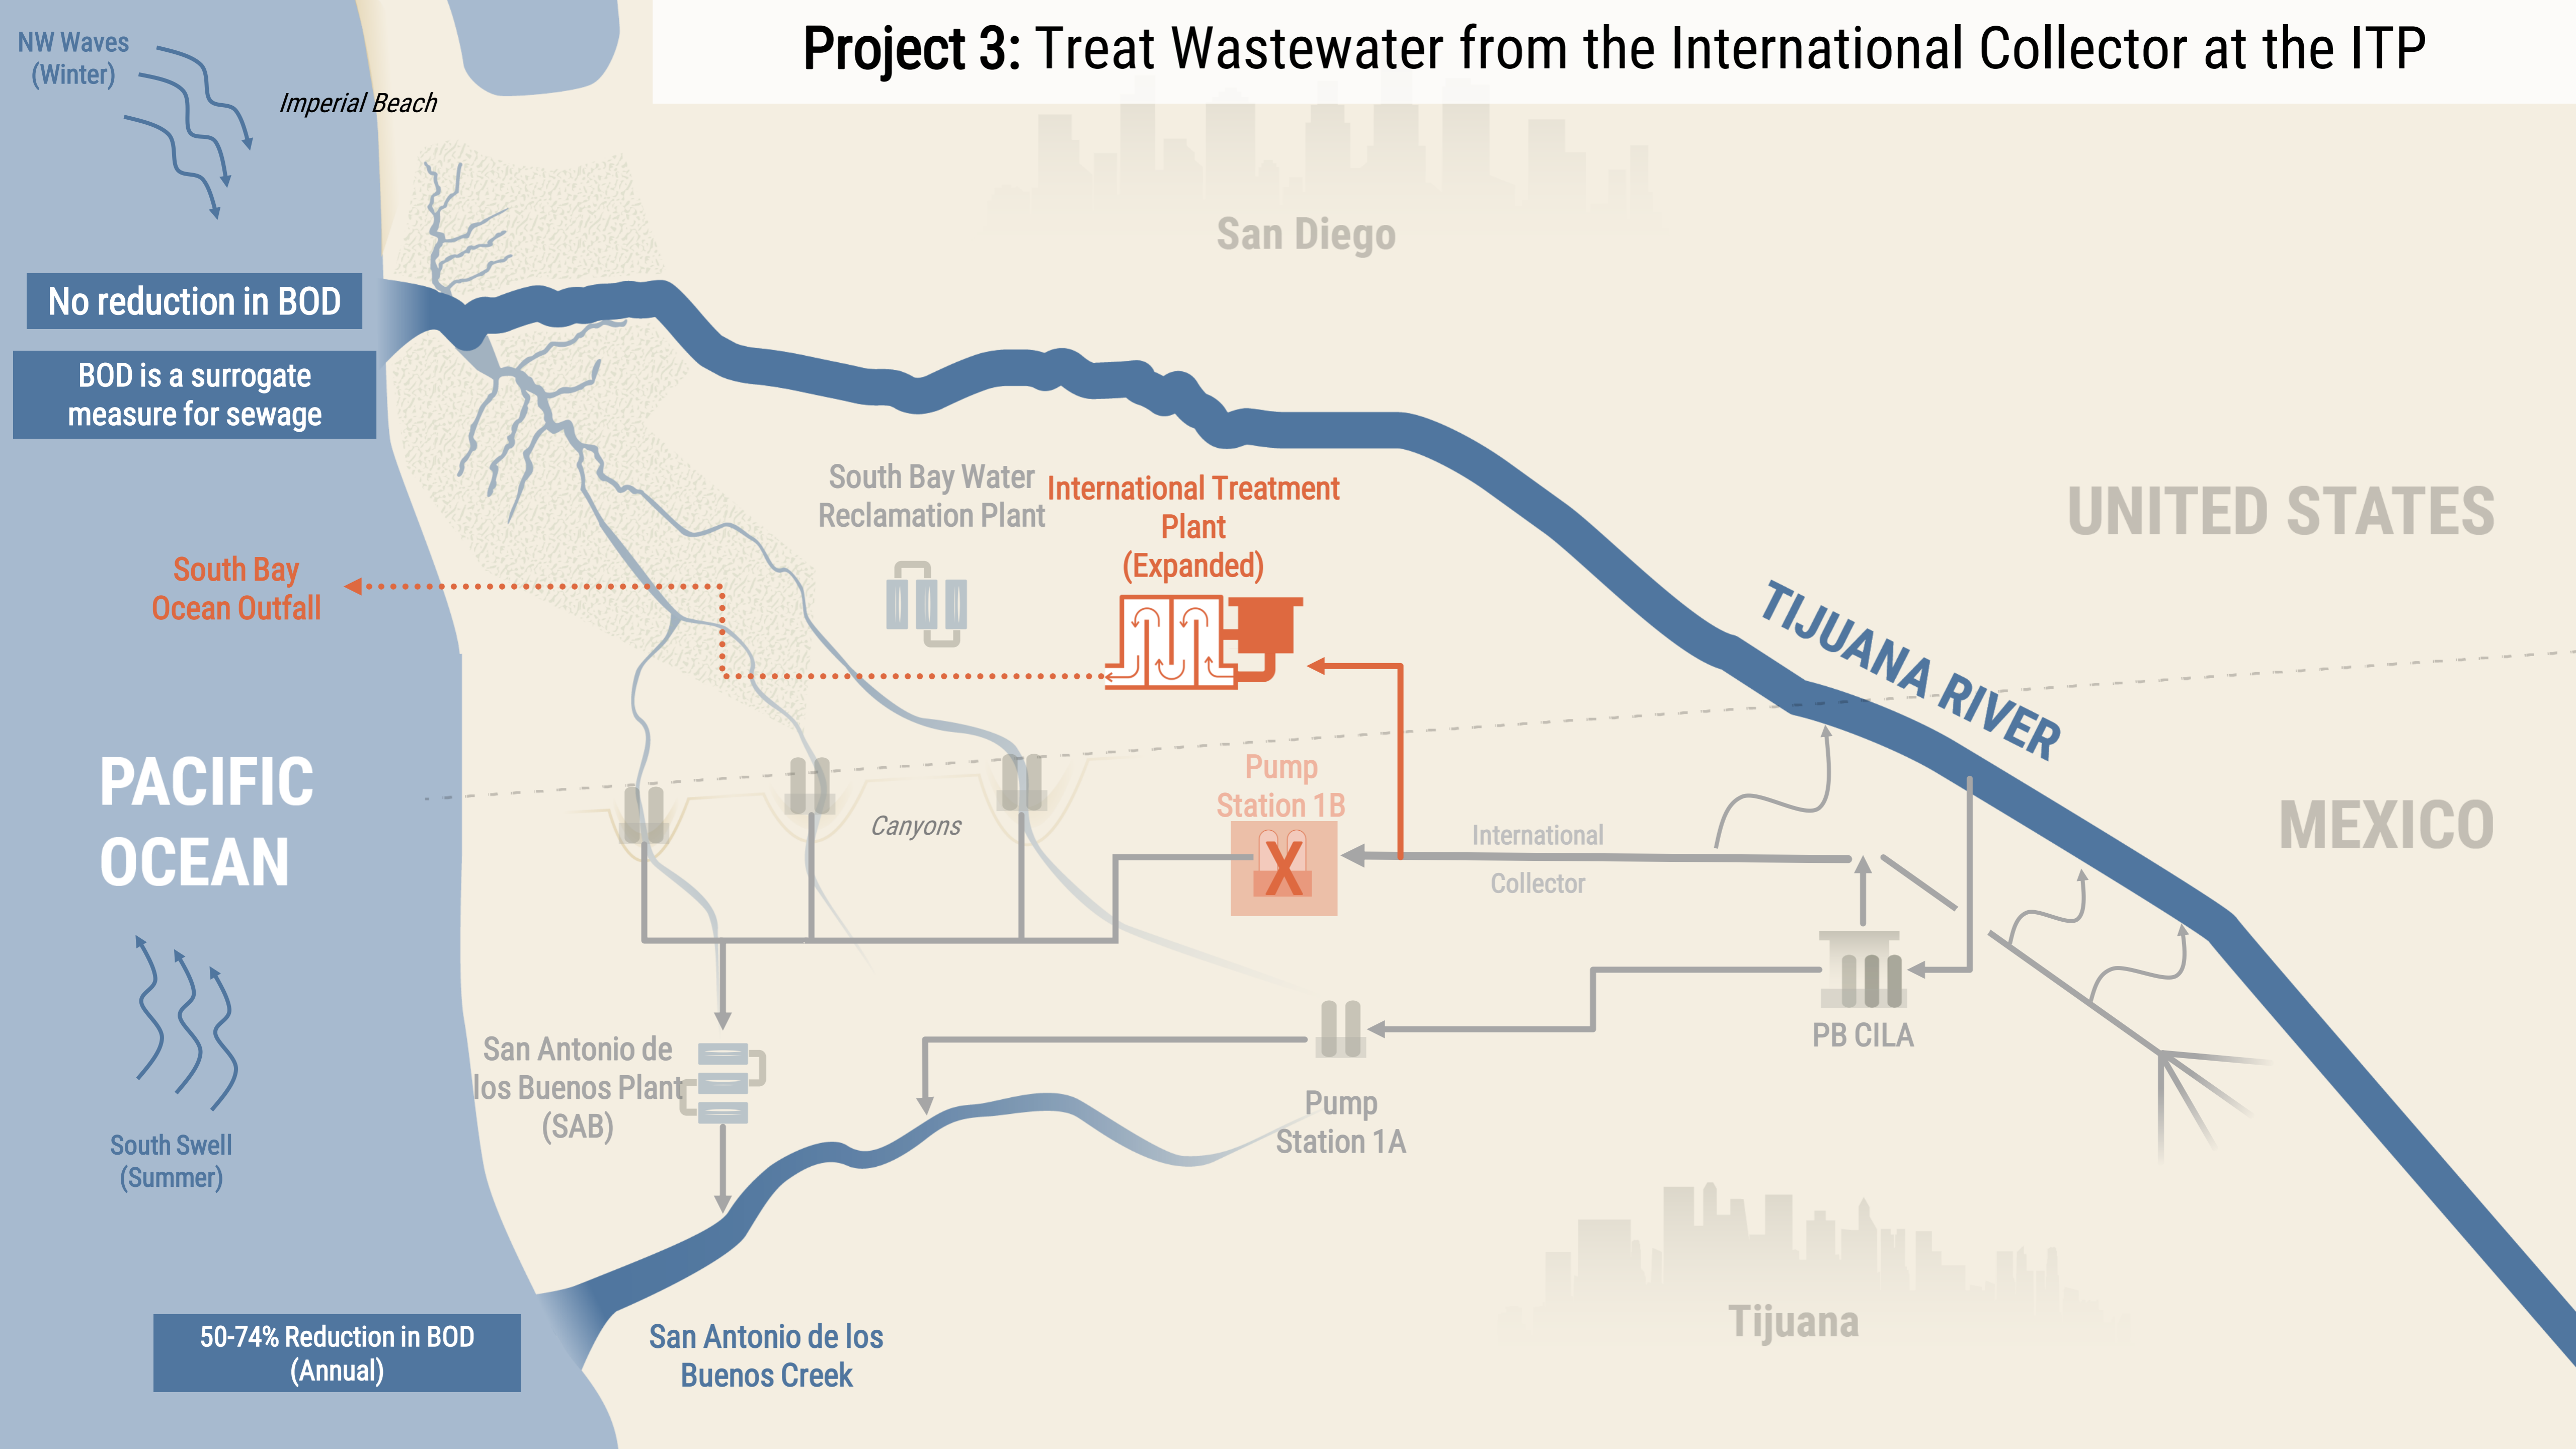 Project 3: Treat Wastewater from the International Collector at the ITP
NW Waves
(Winter)
Imperial Beach
San Diego
No reduction in BOD
BOD is a surrogate
measure for sewage
South Bay Water
Reclamation Plant
International Treatment
Plant
(Expanded)
UNITED STATES
South Bay
Ocean Outfall
TIJUANA RIVER
PACIFIC
OCEAN
Pump
Station 1B
X
Canyons
International
Collector
MEXICO
San Antonio de
los Buenos Plant
(SAB)
PB CILA
Pump
Station 1A
South Swell
(Summer)
50-74% Reduction in BOD
(Annual)
San Antonio de los
Buenos Creek
Tijuana